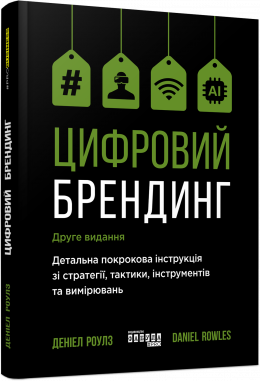 #
AI
ЦИФРОВИЙ
БРЕНДИНГ
Друге видання
Детальна покрокова інструкція
зі стратегії, тактики, інструментів
та вимірювань
ДЕНІЕЛ РОУЛЗ
DANIEL ROWLES
ЦИФРОВИЙ БРЕНДИНГ
ДЕНІЕЛ РОУЛЗ